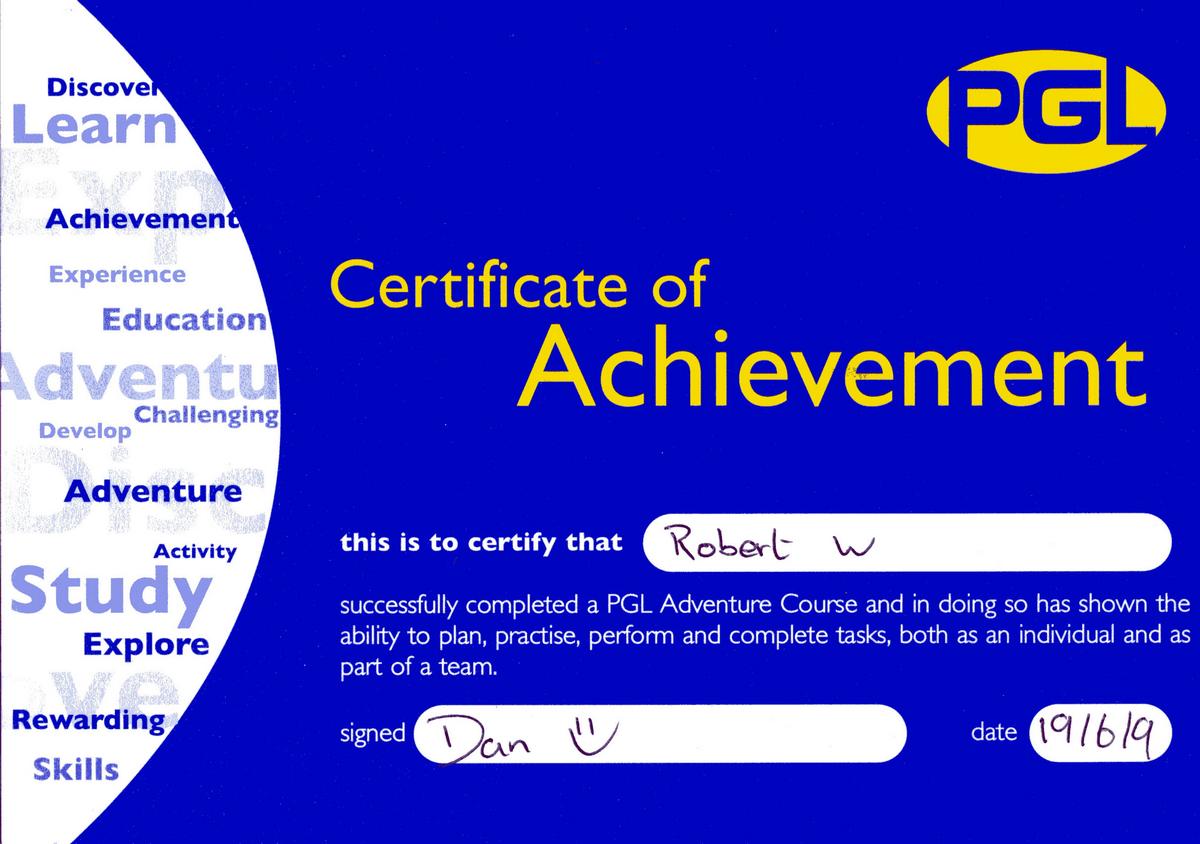 Discover
Learn
Exp
Achievement
Experience
Education
Adventu
Challenging
Develop
Disc
Adventure
Activity
Study
Explore
ve
Rewarding
Skills
PGL
Certificate of
Achievement
this is to certify that Robert W
successfully completed a PGL Adventure Course and in doing so has shown the
ability to plan, practise, perform and complete tasks, both as an individual and as
part of a team.
signed Dan date 19/6/9